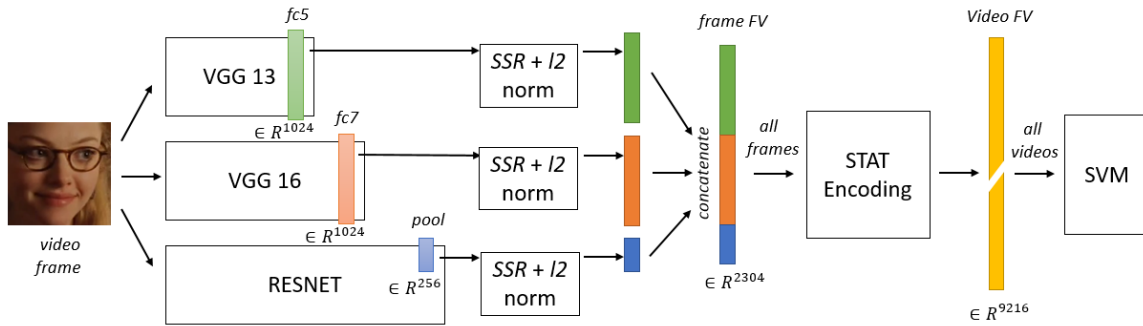 fc5
VGG 13
∈ R^1024
SSR + l2
norm
fc7
VGG 16
∈ R^1024
SSR + l2
norm
pool
RESNET
∈ R^256
SSR + l2
norm
video
frame
frame FV
concatenate
∈ R^2304
all
frames
STAT
Encoding
Video FV
∈ R^9216
all
videos
SVM